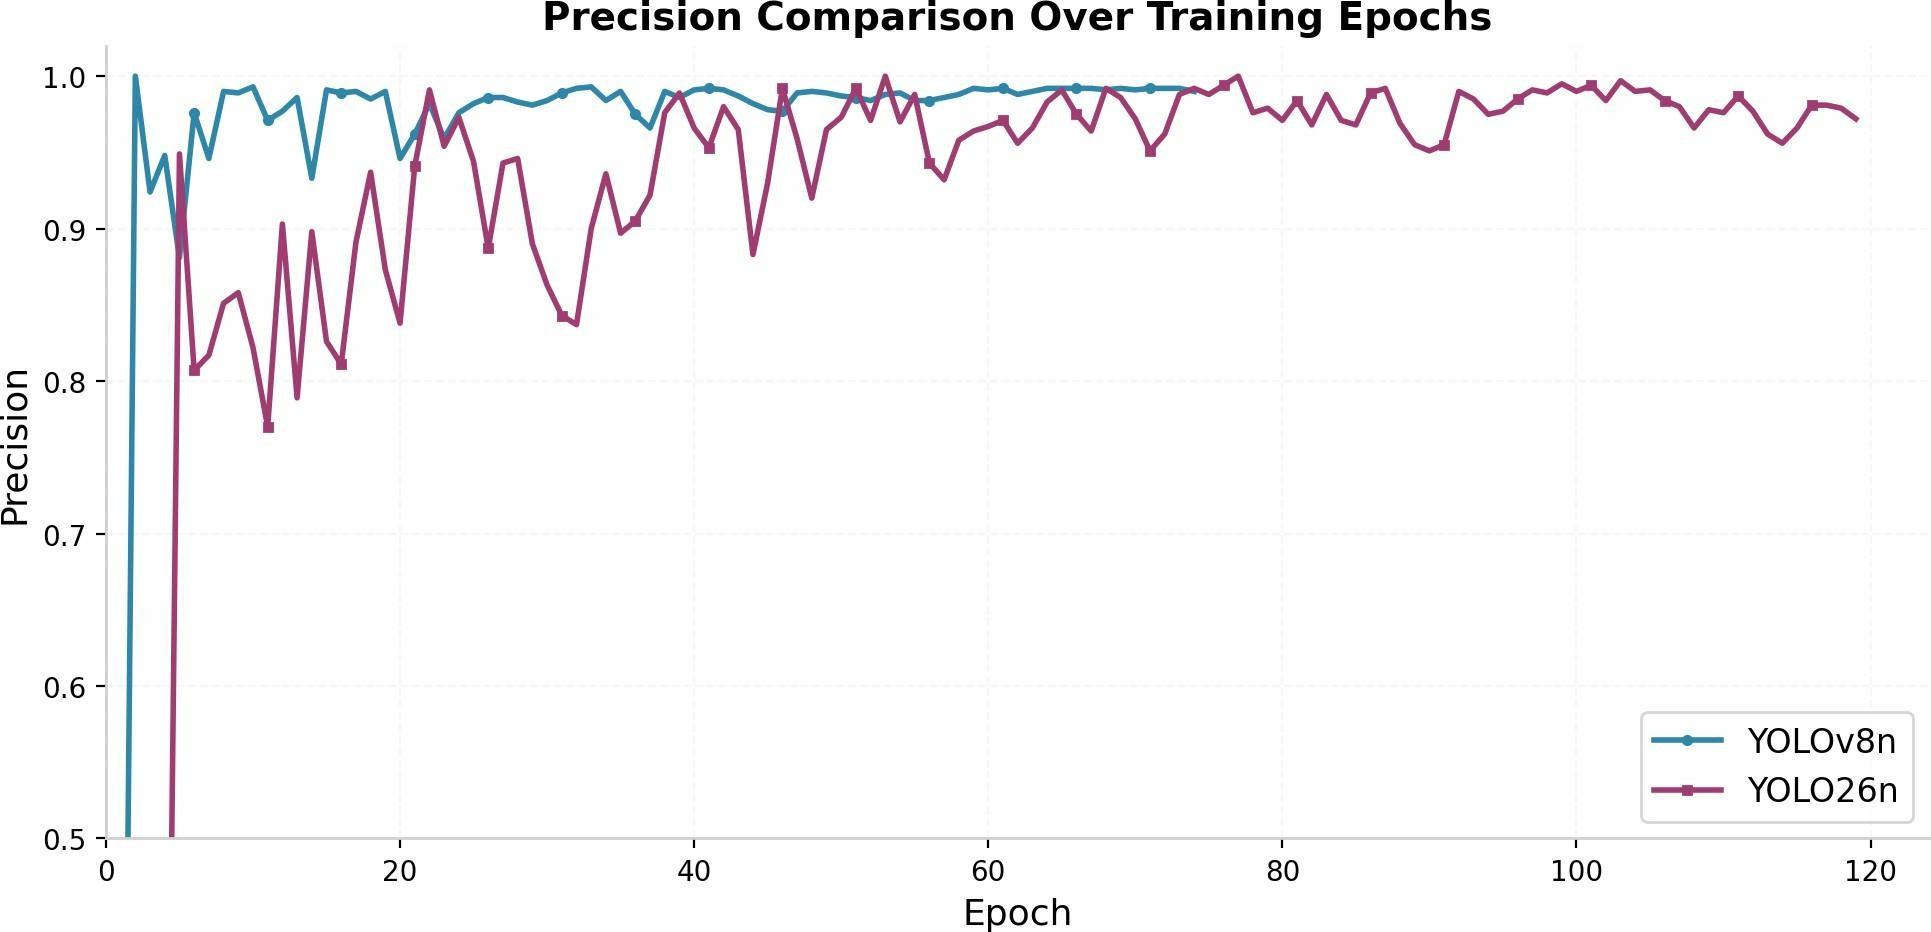 Precision Comparison Over Training Epochs
1.0
0.9
0.8
0.7
0.6
0.5
Precision
0 20 40 60 80 100 120
Epoch
YOLOv8n
YOLO26n